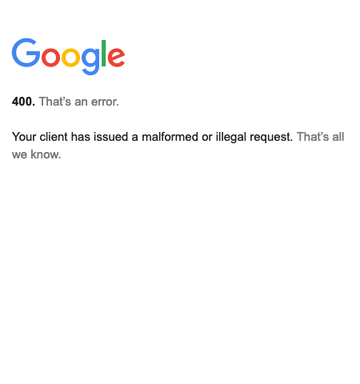 Google
400. That's an error.
Your client has issued a malformed or illegal request. That's all
we know.